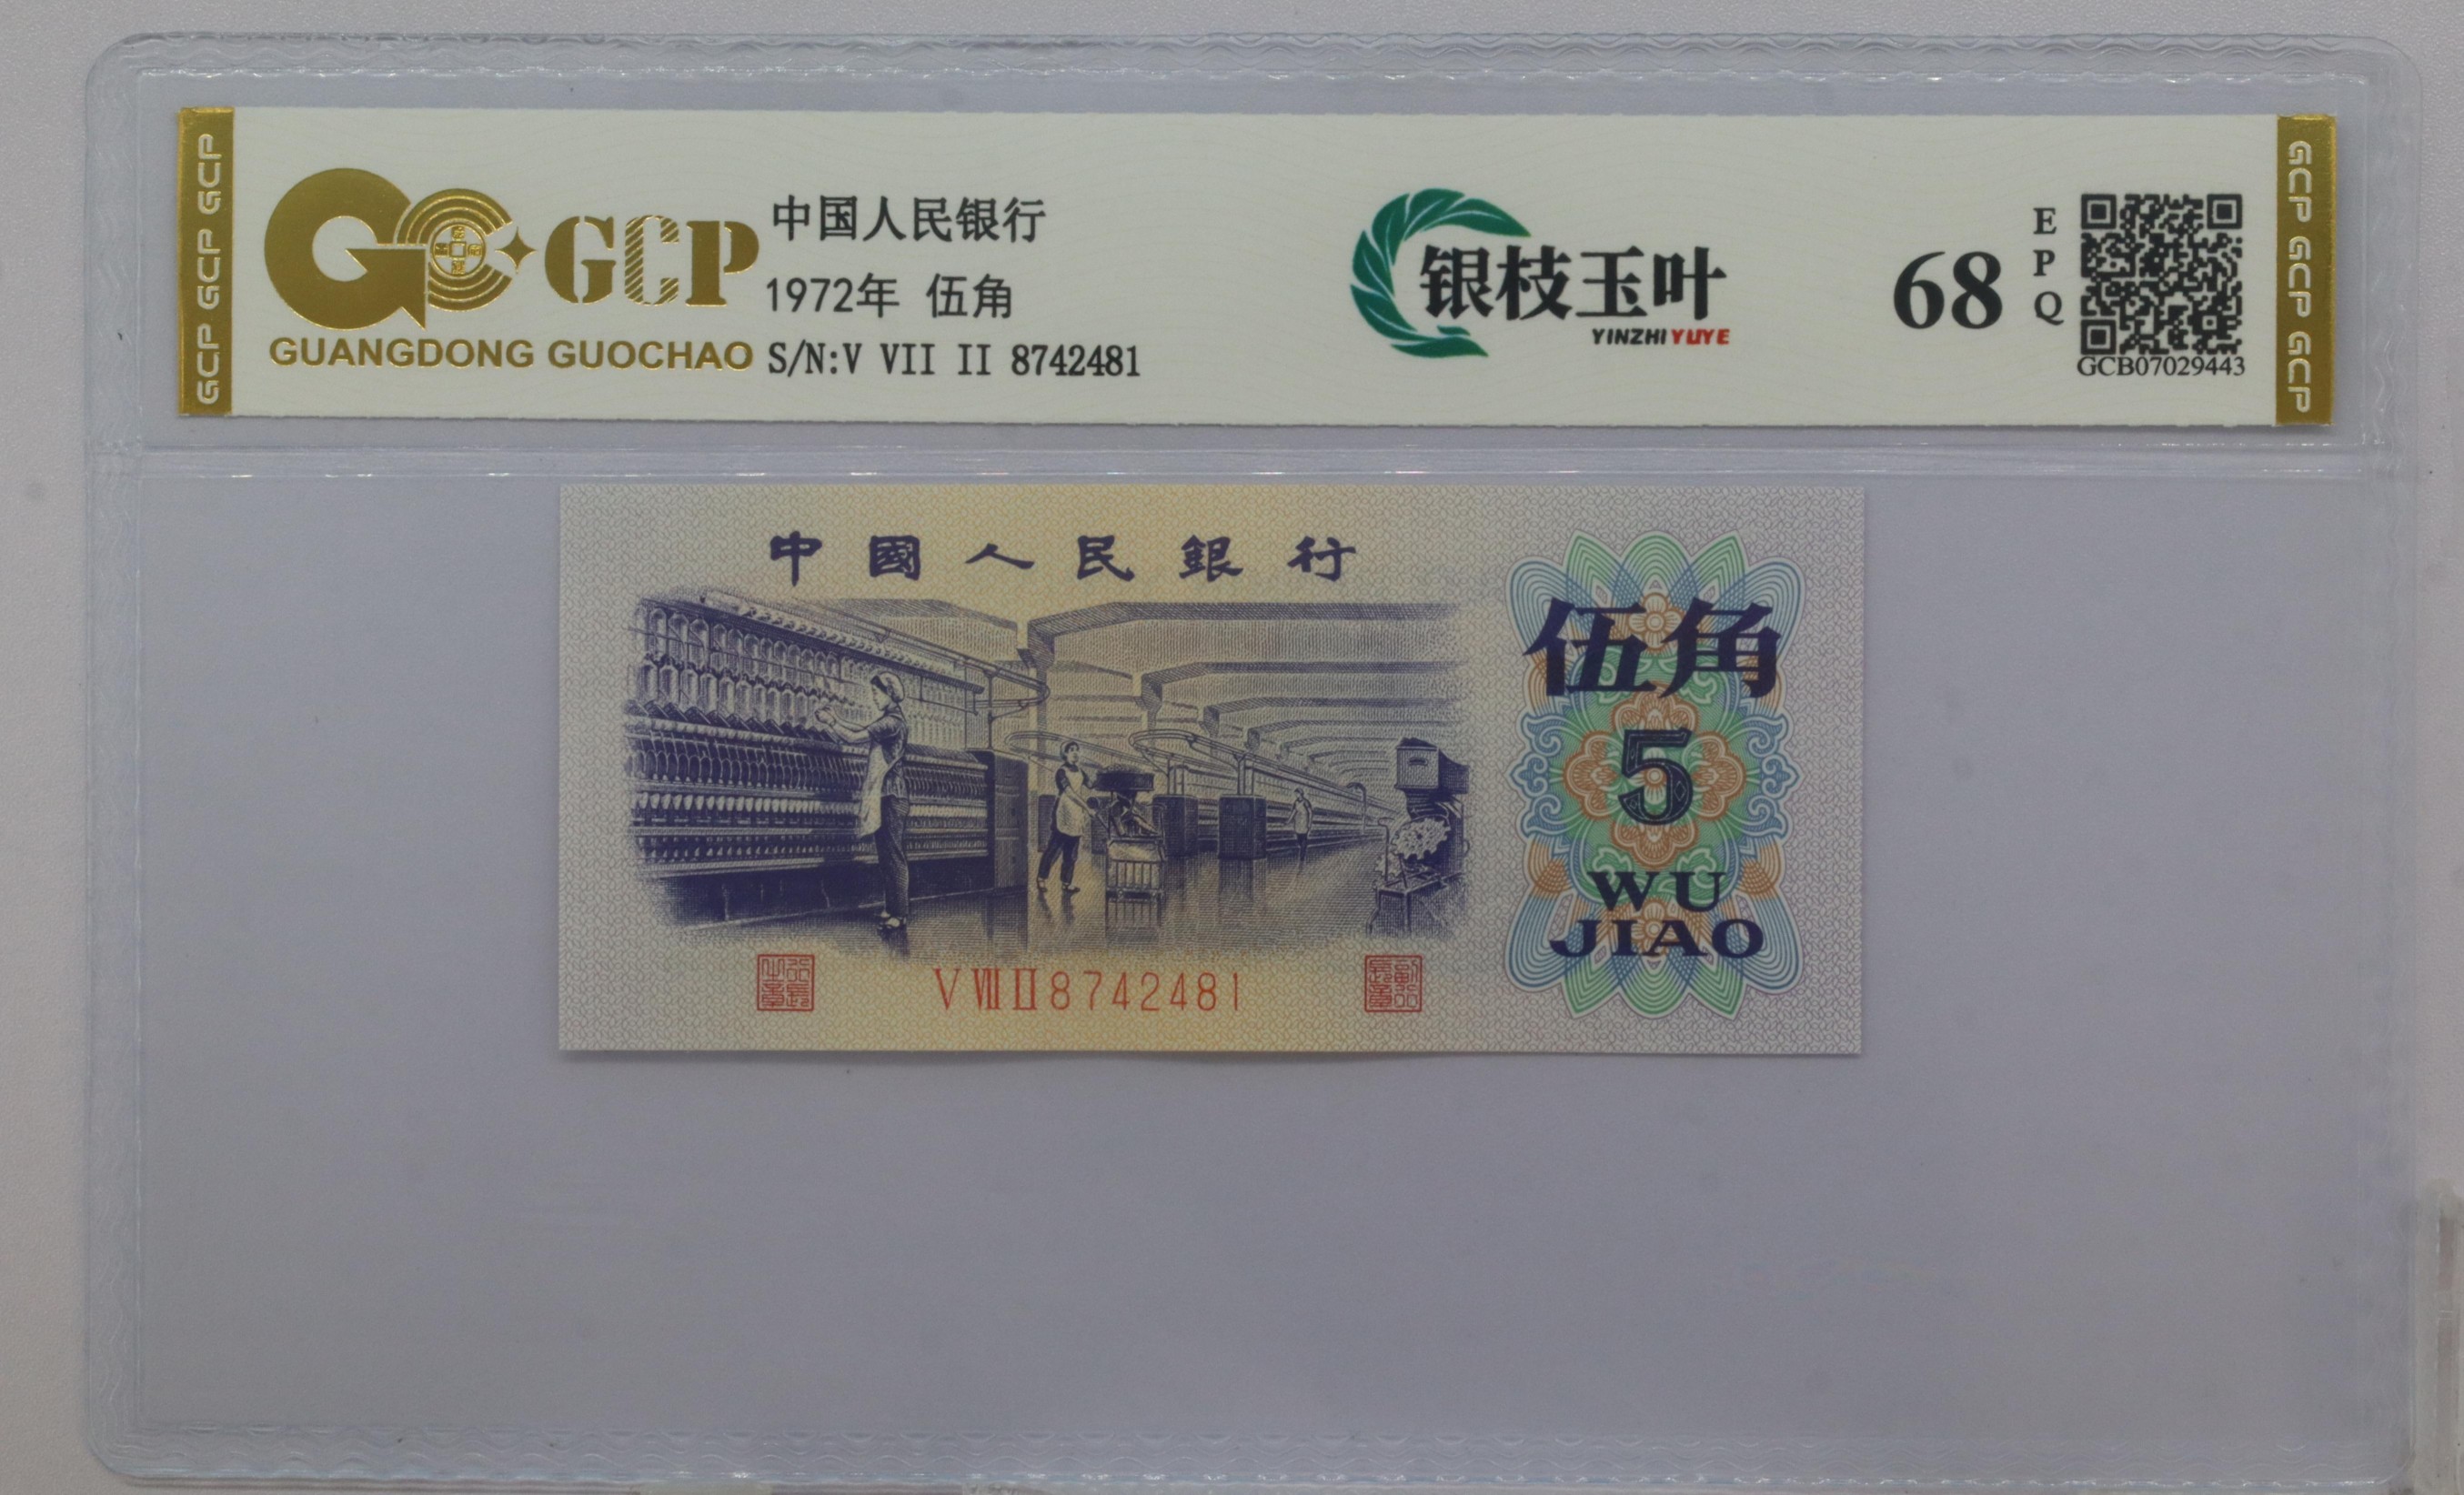 GCP GCP GCP
GCP
GUANGDONG GUOCHAO
中国人民银行
1972年 伍角
S/N:V VII II 8742481
银枝玉叶
YINZHIYUYE
68
EPQ
GCB07029443
GCP GCP GCP
中國人民銀行
伍角
5
WU
JIAO
V VII II 8742481